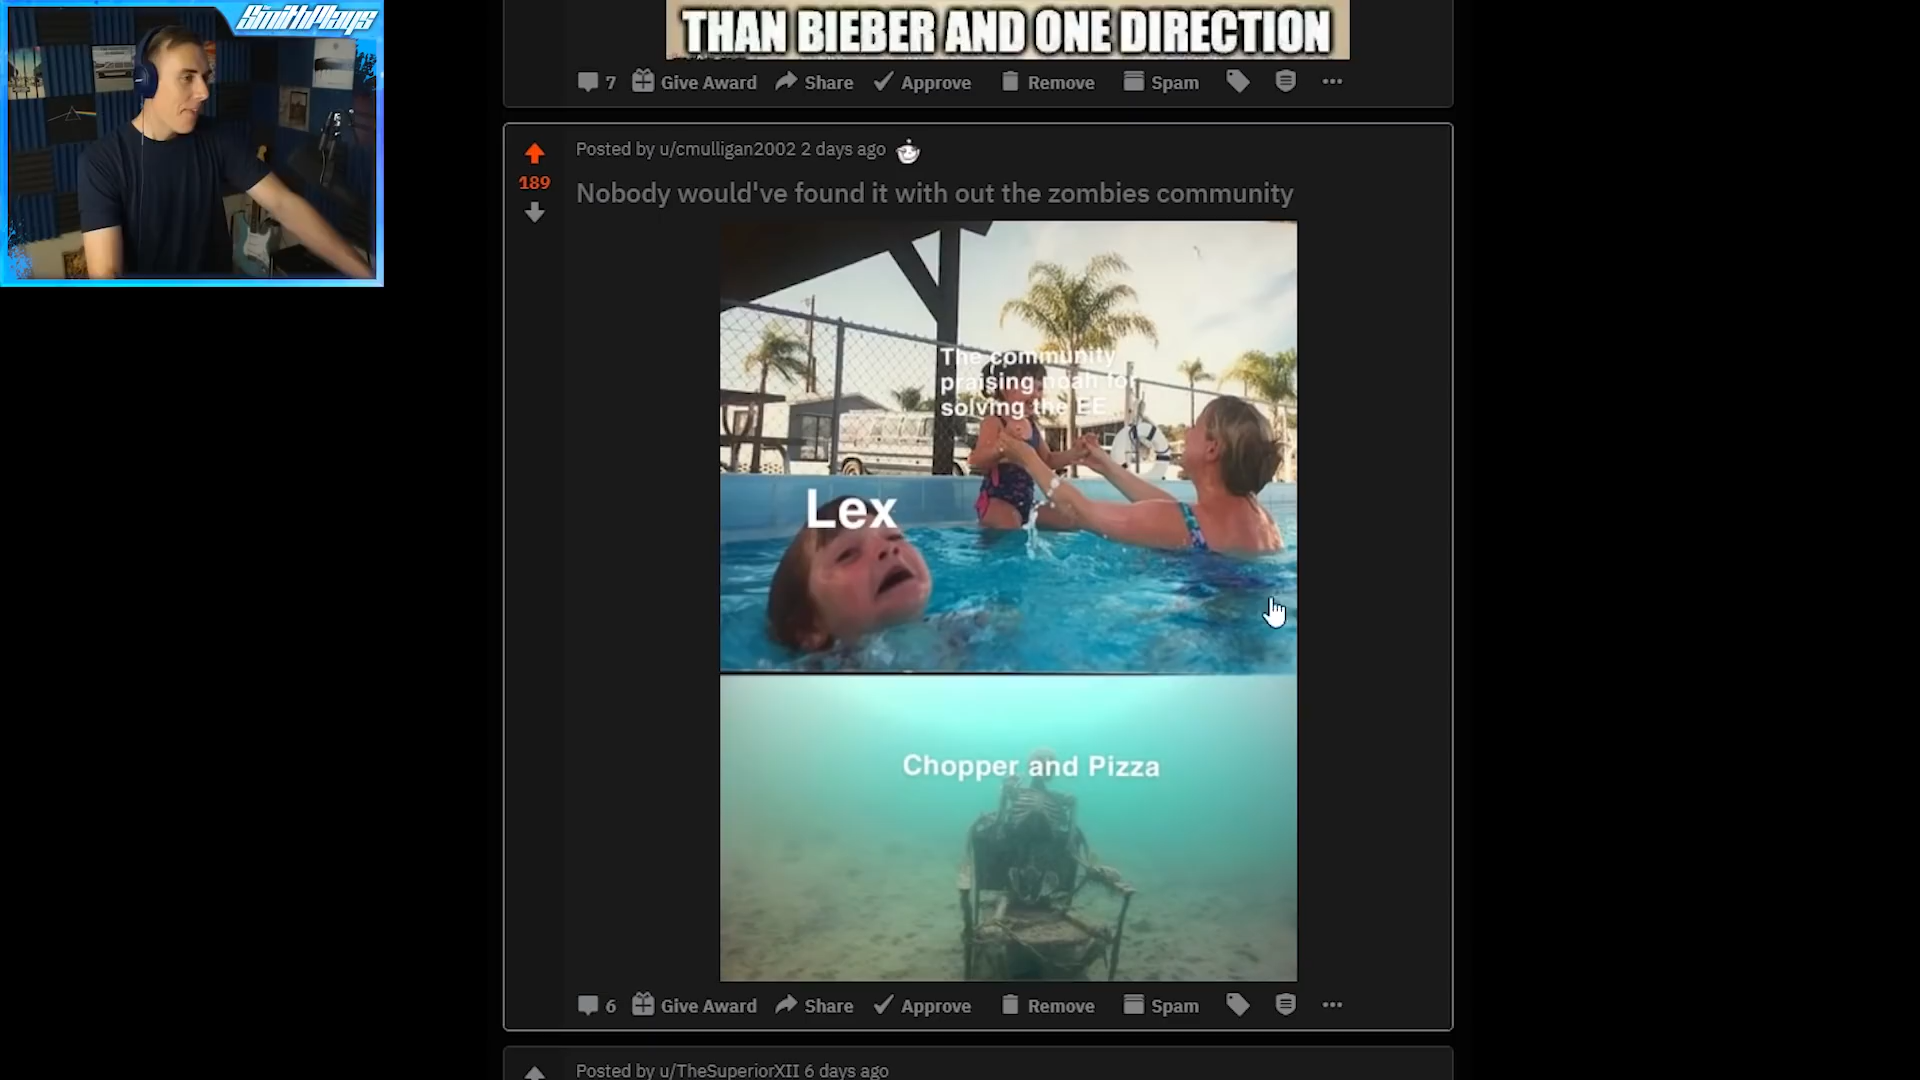 SmithPlays
THAN BIEBER AND ONE DIRECTION
7 Give Award Share Approve Remove Spam
Posted by u/cmulligan2002 2 days ago
189
Nobody would've found it with out the zombies community
The community
praising noah for
solving the EE
Lex
Chopper and Pizza
6 Give Award Share Approve Remove Spam
Posted by u/TheSuperiorXII 6 days ago